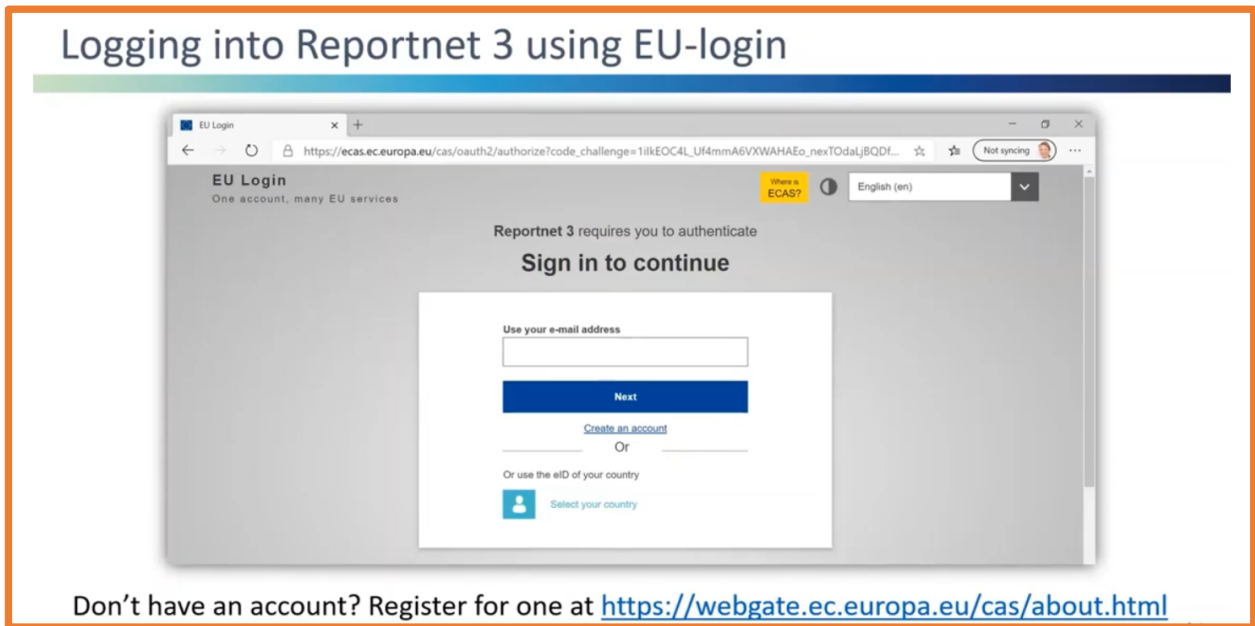 Logging into Reportnet 3 using EU-login
EU Login
https://ecas.ec.europa.eu/cas/oauth2/authorize?code_challenge=1iIkEOC4L_Uf4mmA6VXWAHAEo_nexTOdaLjBQDf...
Not syncing
EU Login
One account, many EU services
Where is
ECAS?
English (en)
Reportnet 3 requires you to authenticate
Sign in to continue
Use your e-mail address
Next
Create an account
Or
Or use the eID of your country
Select your country
Don't have an account? Register for one at https://webgate.ec.europa.eu/cas/about.html